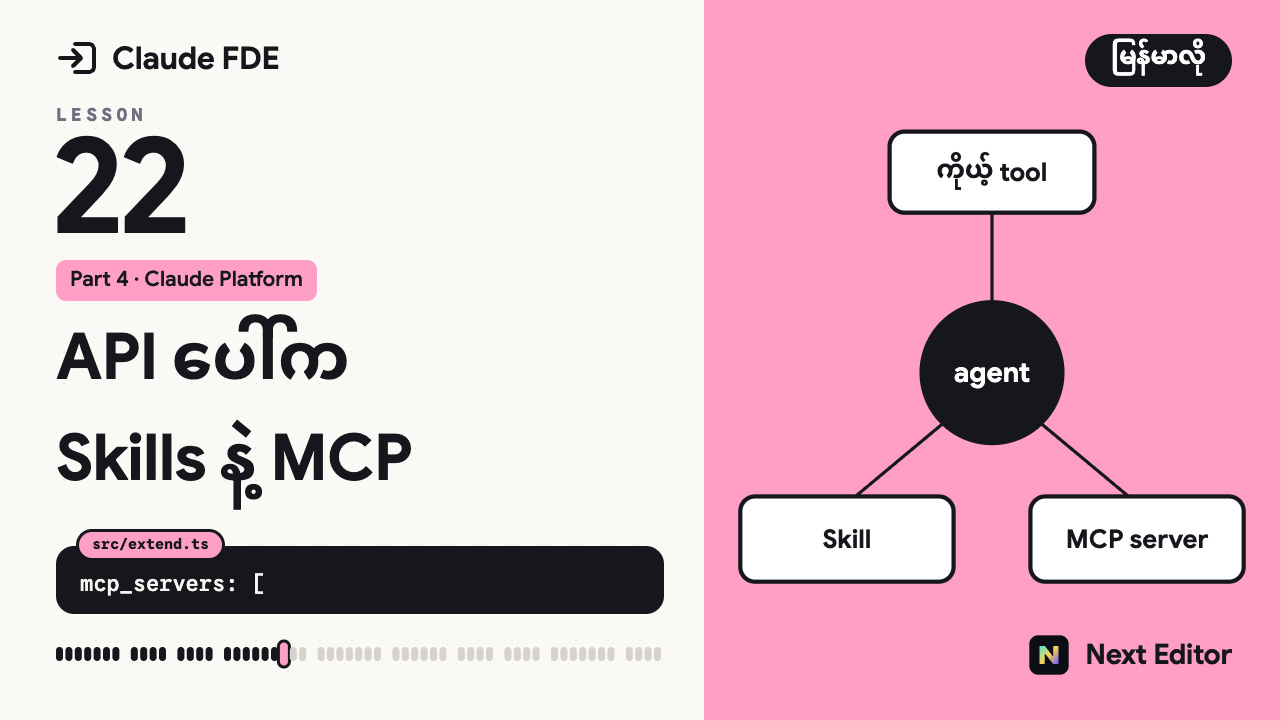 Claude FDE
LESSON
22
Part 4 · Claude Platform
API ပေါ်က
Skills နဲ့ MCP
src/extend.ts
mcp_servers: [
မြန်မာလို
ကိုယ့် tool
agent
Skill
MCP server
N
Next Editor